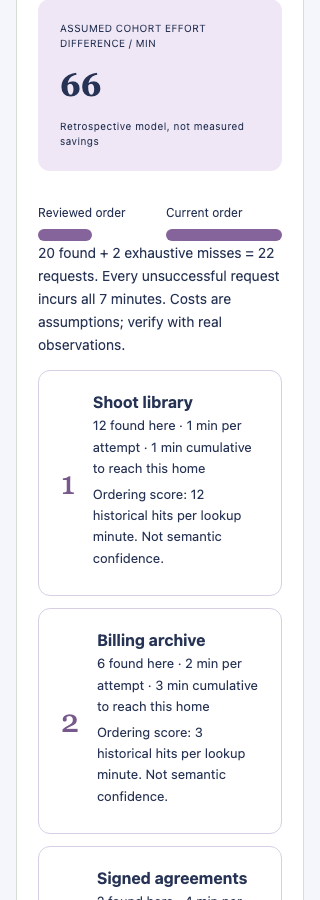 ASSUMED COHORT EFFORT
DIFFERENCE / MIN
66
Retrospective model, not measured
savings
Reviewed order
Current order
20 found + 2 exhaustive misses = 22
requests. Every unsuccessful request
incurs all 7 minutes. Costs are
assumptions; verify with real
observations.
1
Shoot library
12 found here · 1 min per
attempt · 1 min cumulative
to reach this home
Ordering score: 12
historical hits per lookup
minute. Not semantic
confidence.
2
Billing archive
6 found here · 2 min per
attempt · 3 min cumulative
to reach this home
Ordering score: 3
historical hits per lookup
minute. Not semantic
confidence.
Signed agreements